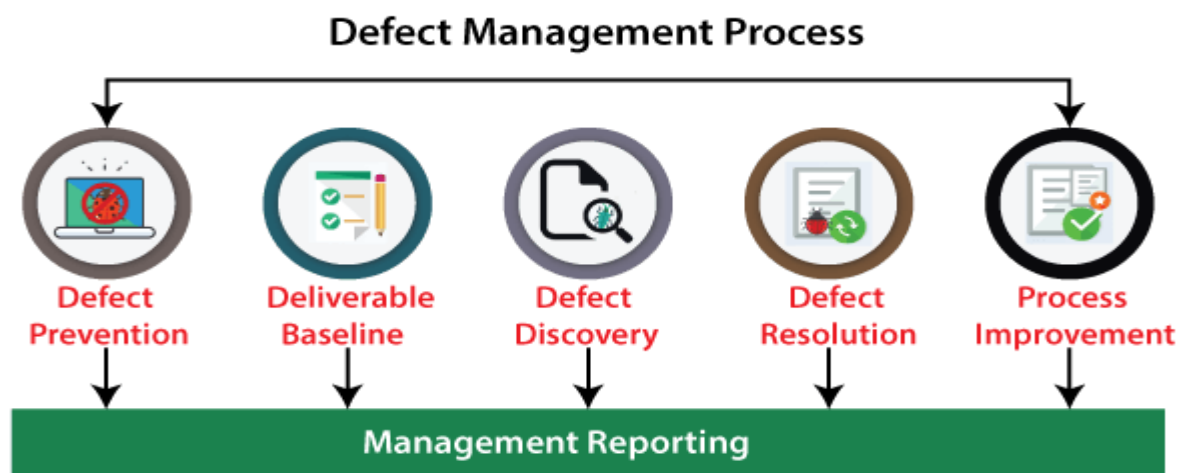 Defect Management Process
Defect
Prevention
Deliverable
Baseline
Defect
Discovery
Defect
Resolution
Process
Improvement
Management Reporting